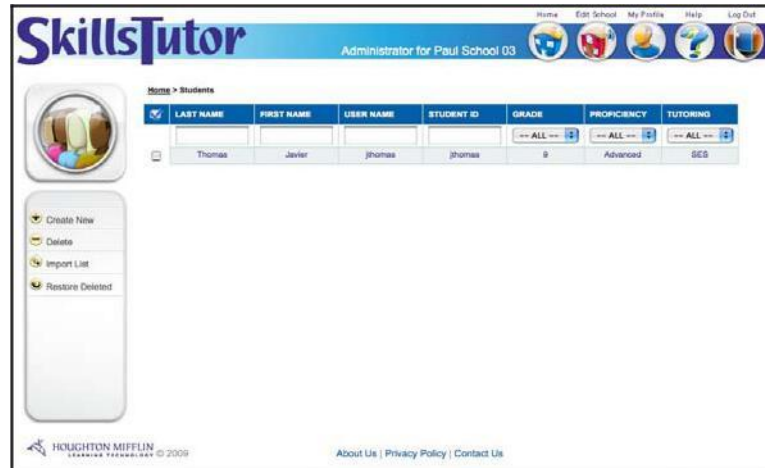 Home Edit School My Profile Help Log Out
SkillsTutor
Administrator for Paul School 03
Home > Students
LAST NAME FIRST NAME USER NAME STUDENT ID GRADE PROFICIENCY TUTORING
-- ALL -- -- ALL -- -- ALL --
Thomas Javier jthomas jthomas 9 Advanced SES
Create New
Delete
Import List
Restore Deleted
HOUGHTON MIFFLIN
LEARNING TECHNOLOGY © 2009
About Us | Privacy Policy | Contact Us